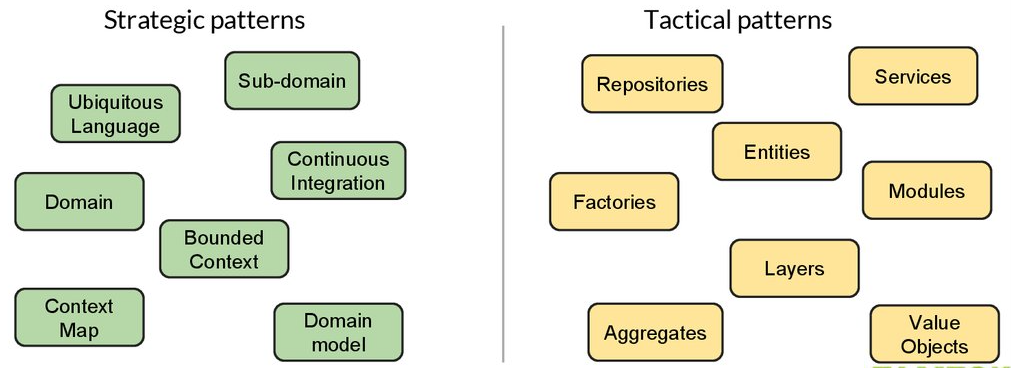 Strategic patterns
Tactical patterns
Sub-domain
Ubiquitous
Language
Continuous
Integration
Domain
Bounded
Context
Context
Map
Domain
model
Repositories
Services
Entities
Modules
Factories
Layers
Aggregates
Value
Objects